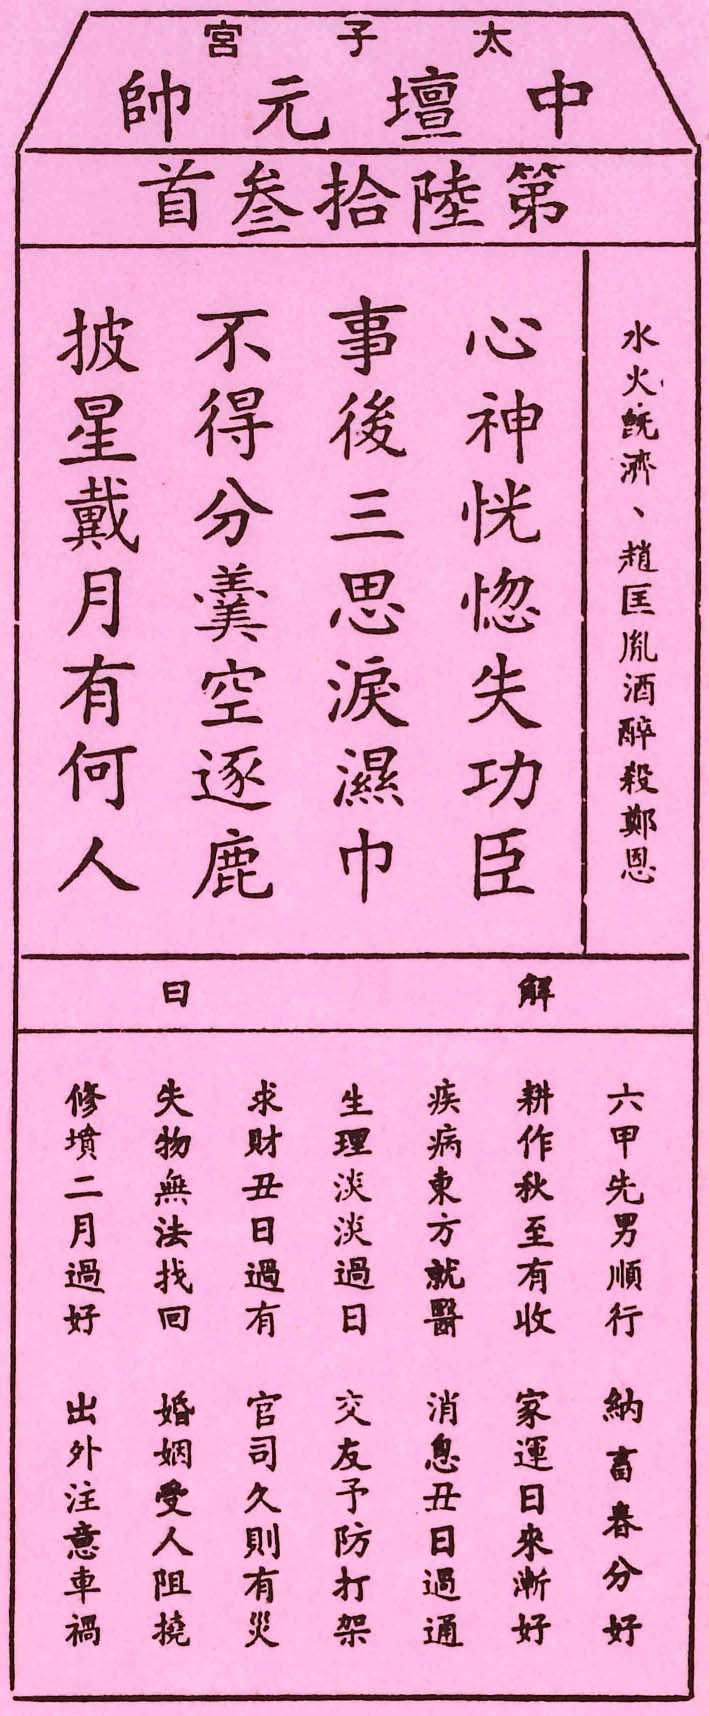 太子宮
中壇元帥
第陸拾叁首
水火既濟、趙匡胤酒醉殺鄭恩
心神恍惚失功臣
事後三思淚濕巾
不得分羹空逐鹿
披星戴月有何人
解曰
六甲先男順行 納畜春分好
耕作秋至有收 家運日來漸好
疾病東方就醫 消息丑日過通
生理淡淡過日 交友予防打架
求財丑日過有 官司久則有災
失物無法找回 婚姻受人阻撓
修墳二月過好 出外注意車禍